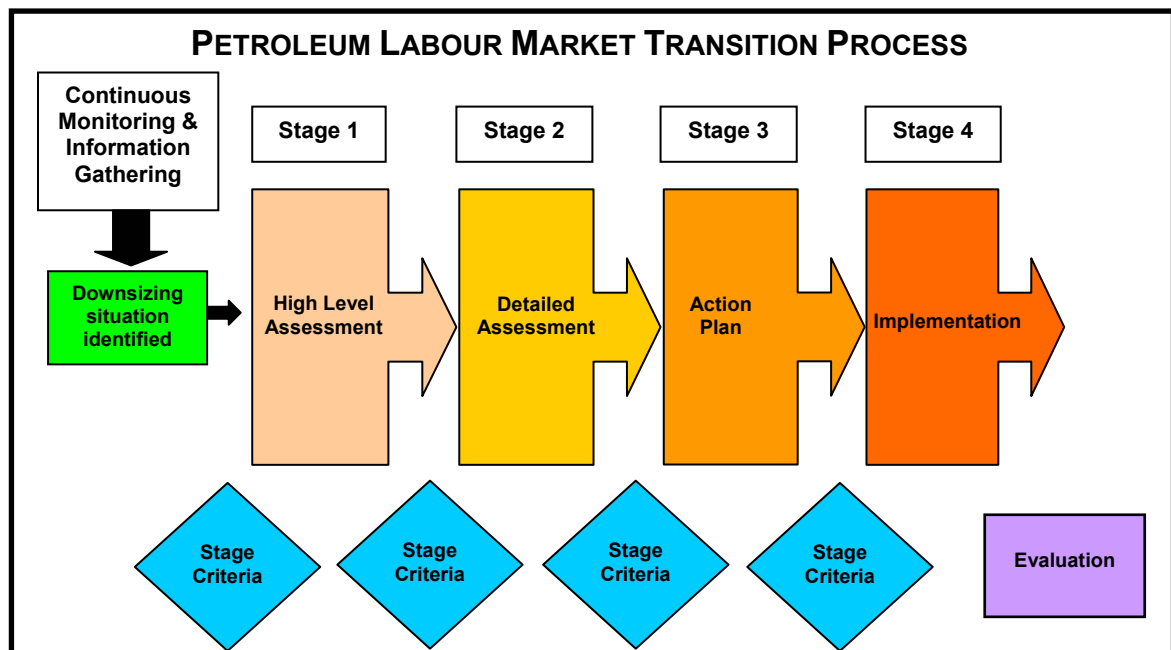 PETROLEUM LABOUR MARKET TRANSITION PROCESS
Continuous
Monitoring &
Information
Gathering
Stage 1
Stage 2
Stage 3
Stage 4
Downsizing
situation
identified
High Level
Assessment
Detailed
Assessment
Action
Plan
Implementation
Stage
Criteria
Stage
Criteria
Stage
Criteria
Stage
Criteria
Evaluation